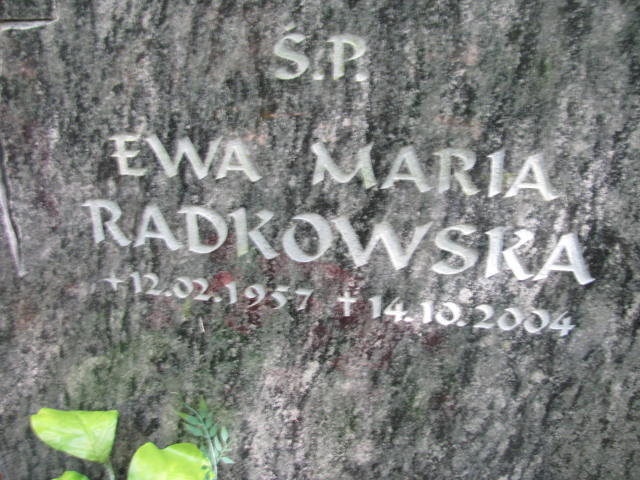 Ś.P.
EWA MARIA
RADKOWSKA
+12.02.1957 ✝ 14.10.2004